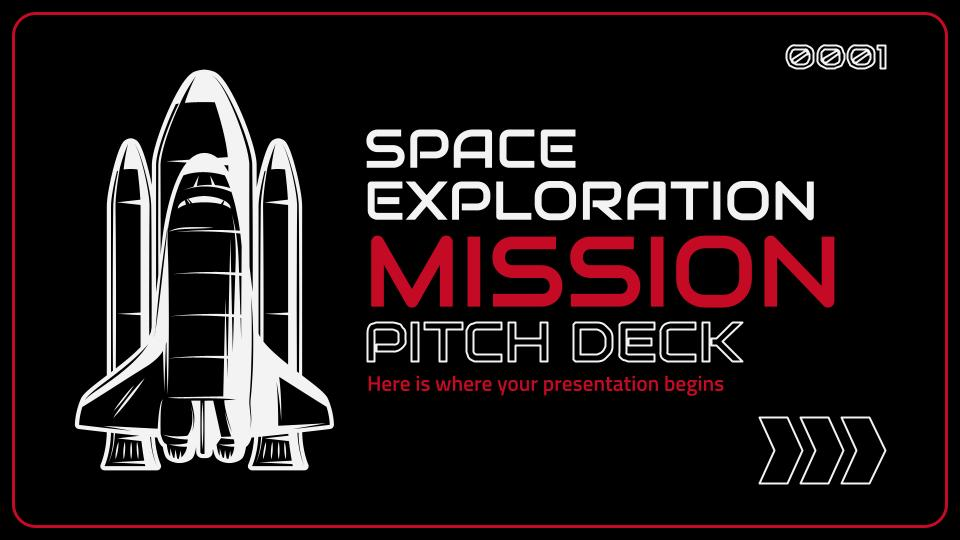 0001
SPACE
EXPLORATION
MISSION
PITCH DECK
Here is where your presentation begins